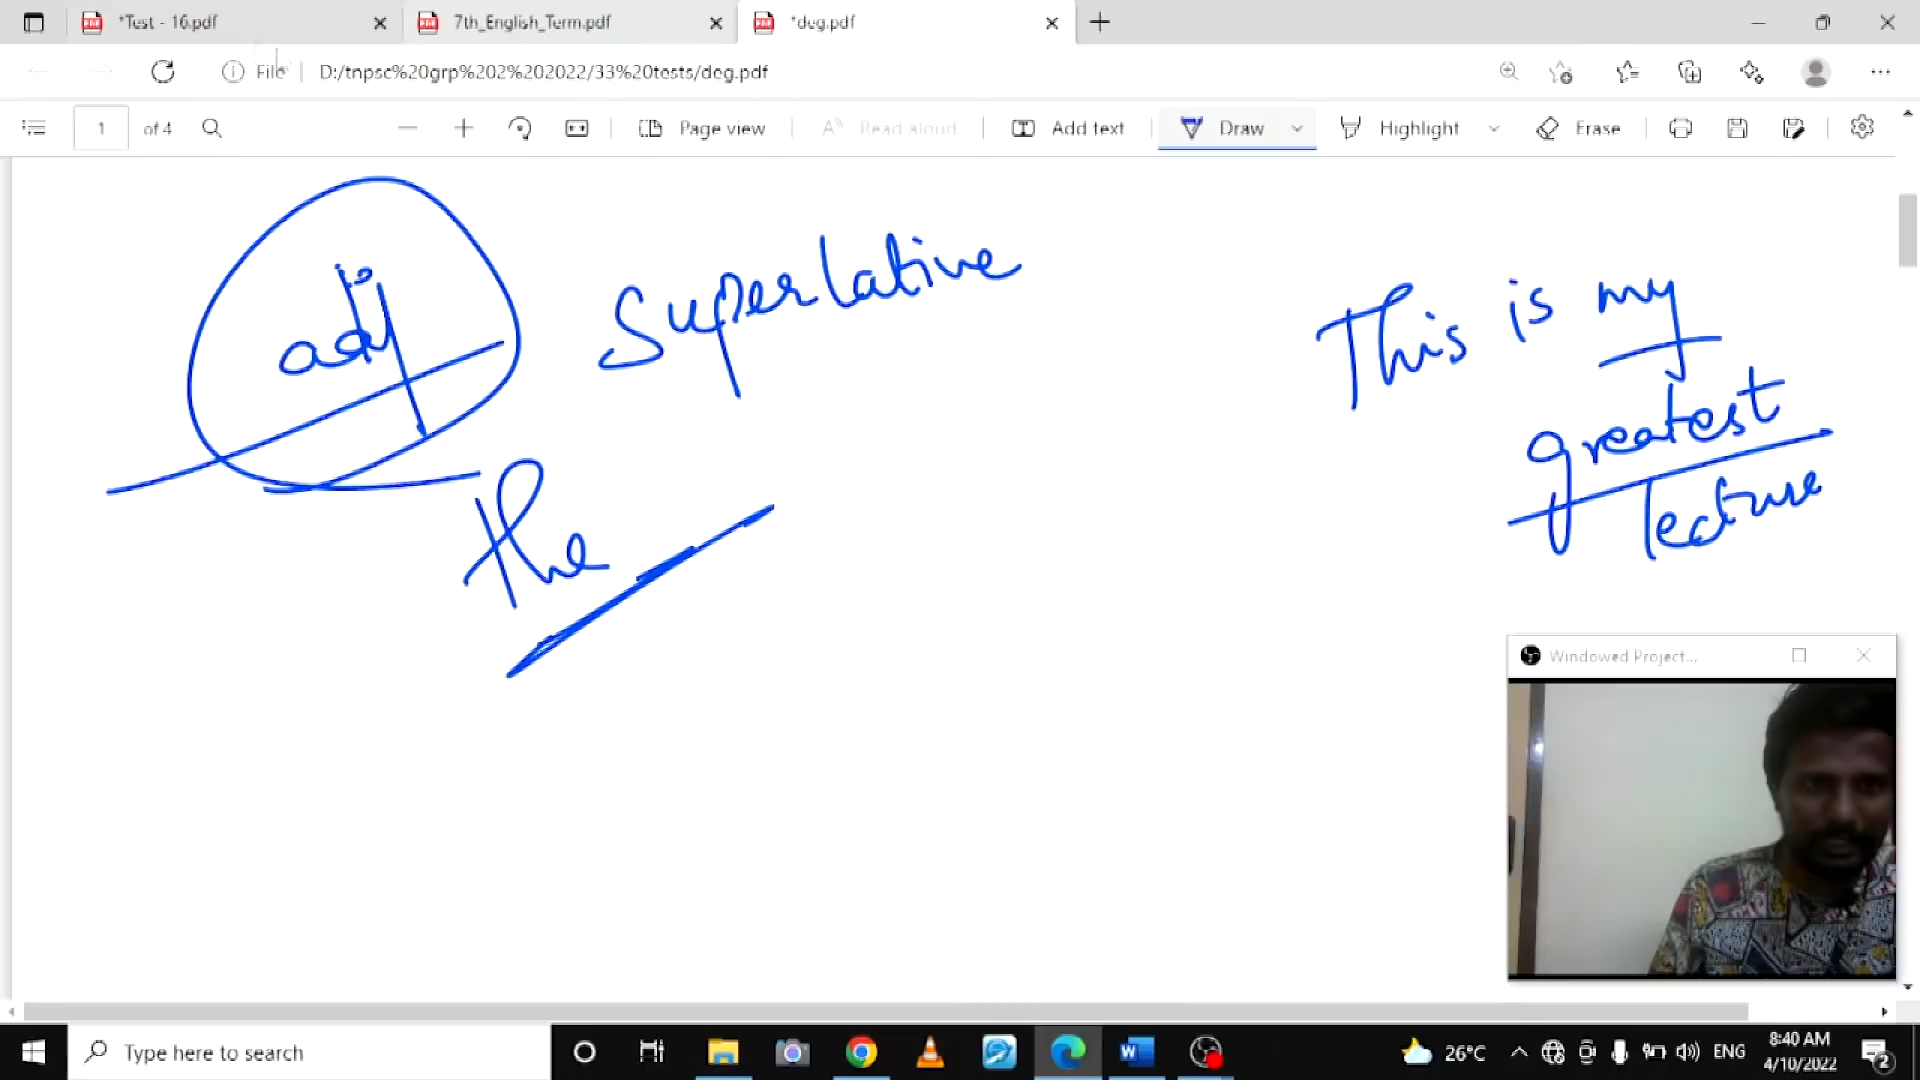 *Test - 16.pdf
7th_English_Term.pdf
*deg.pdf
File
D:/tnpsc%20grp%202%202022/33%20tests/deg.pdf
1 of 4
Page view
Read aloud
Add text
Draw
Highlight
Erase
adj
Superlative
the
This is my
greatest
lecture
Windowed Project...
Type here to search
26°C
ENG
8:40 AM
4/10/2022
2